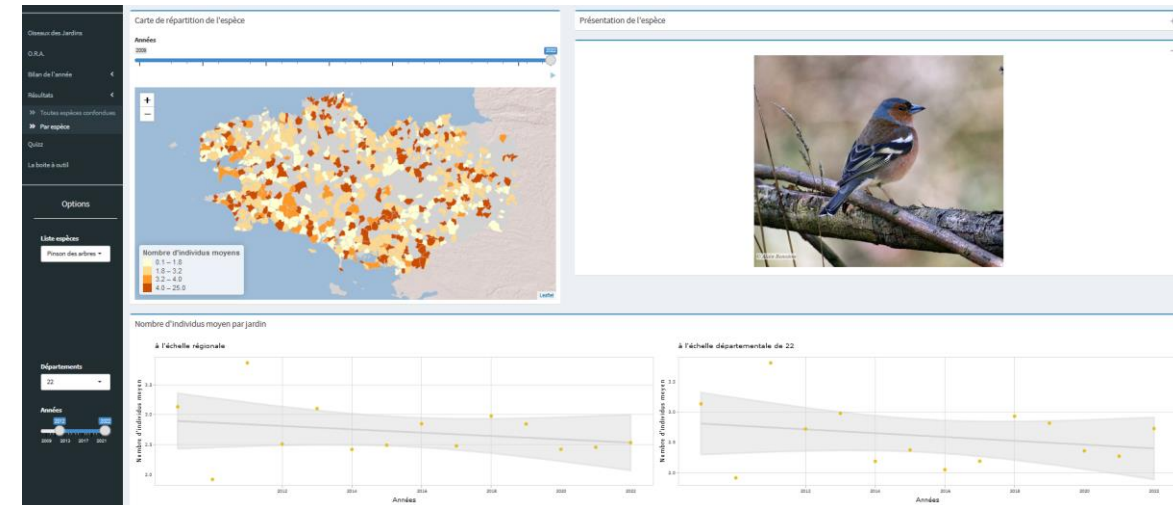 Oiseaux des Jardins
O.R.A.
Bilan de l'année
Résultats
Toutes espèces confondues
Par espèce
Quizz
La boite à outil
Options
Liste espèces
Pinson des arbres
Départements
22
Années
2012 2022
2009 2013 2017 2021
Carte de répartition de l'espèce
Années
2009 2022
+
−
Nombre d'individus moyens
0.1 – 1.8
1.8 – 3.2
3.2 – 4.0
4.0 – 25.0
Leaflet
Présentation de l'espèce
Nombre d'individus moyen par jardin
à l'échelle régionale
Nombre d'individus moyen
2012 2014 2016 2018 2020 2022
Années
à l'échelle départementale de 22
Nombre d'individus moyen
2012 2014 2016 2018 2020 2022
Années